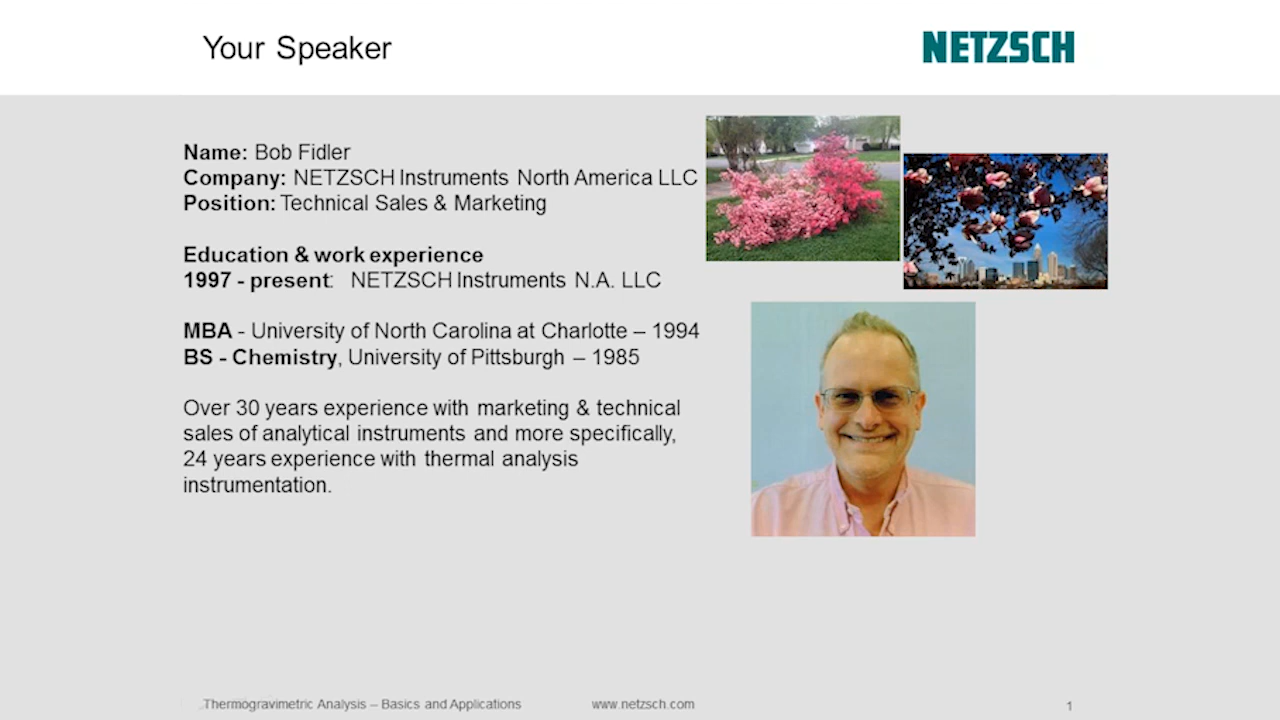 Your Speaker
NETZSCH
Name: Bob Fidler
Company: NETZSCH Instruments North America LLC
Position: Technical Sales & Marketing
Education & work experience
1997 - present: NETZSCH Instruments N.A. LLC
MBA - University of North Carolina at Charlotte – 1994
BS - Chemistry, University of Pittsburgh – 1985
Over 30 years experience with marketing & technical
sales of analytical instruments and more specifically,
24 years experience with thermal analysis
instrumentation.
Thermogravimetric Analysis – Basics and Applications
www.netzsch.com
1